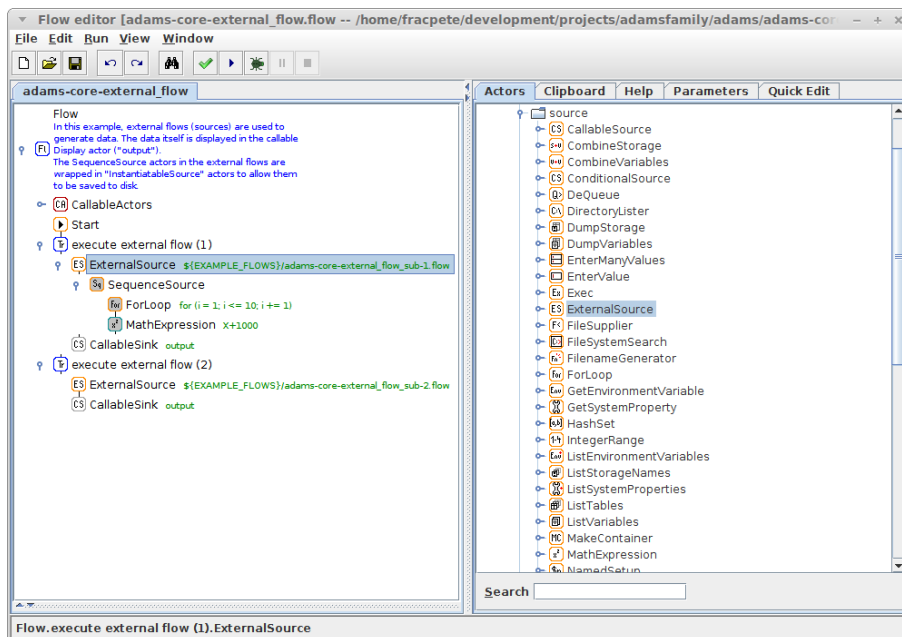 Flow editor [adams-core-external_flow.flow -- /home/fracpete/development/projects/adamsfamily/adams/adams-cor
File Edit Run View Window
adams-core-external_flow
Flow
In this example, external flows (sources) are used to
generate data. The data itself is displayed in the callable
Display actor ("output").
The SequenceSource actors in the external flows are
wrapped in "InstantiatableSource" actors to allow them
to be saved to disk.
CallableActors
Start
execute external flow (1)
ExternalSource ${EXAMPLE_FLOWS}/adams-core-external_flow_sub-1.flow
SequenceSource
ForLoop for (i = 1; i <= 10; i += 1)
MathExpression X+1000
CallableSink output
execute external flow (2)
ExternalSource ${EXAMPLE_FLOWS}/adams-core-external_flow_sub-2.flow
CallableSink output
Actors Clipboard Help Parameters Quick Edit
source
CallableSource
CombineStorage
CombineVariables
ConditionalSource
DeQueue
DirectoryLister
DumpStorage
DumpVariables
EnterManyValues
EnterValue
Exec
ExternalSource
FileSupplier
FileSystemSearch
FilenameGenerator
ForLoop
GetEnvironmentVariable
GetSystemProperty
HashSet
IntegerRange
ListEnvironmentVariables
ListStorageNames
ListSystemProperties
ListTables
ListVariables
MakeContainer
MathExpression
NamedSetup
Search
Flow.execute external flow (1).ExternalSource